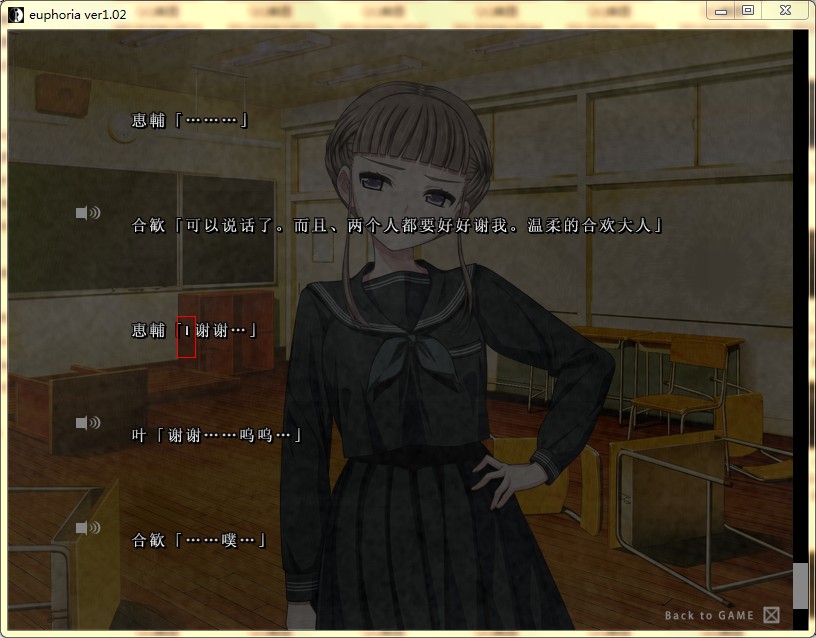 euphoria ver1.02
恵輔「………」
合歓「可以说话了。而且、两个人都要好好谢我。温柔的合欢大人」
恵輔「I谢谢…」
叶「谢谢……呜呜…」
合歓「……噗…」
Back to GAME